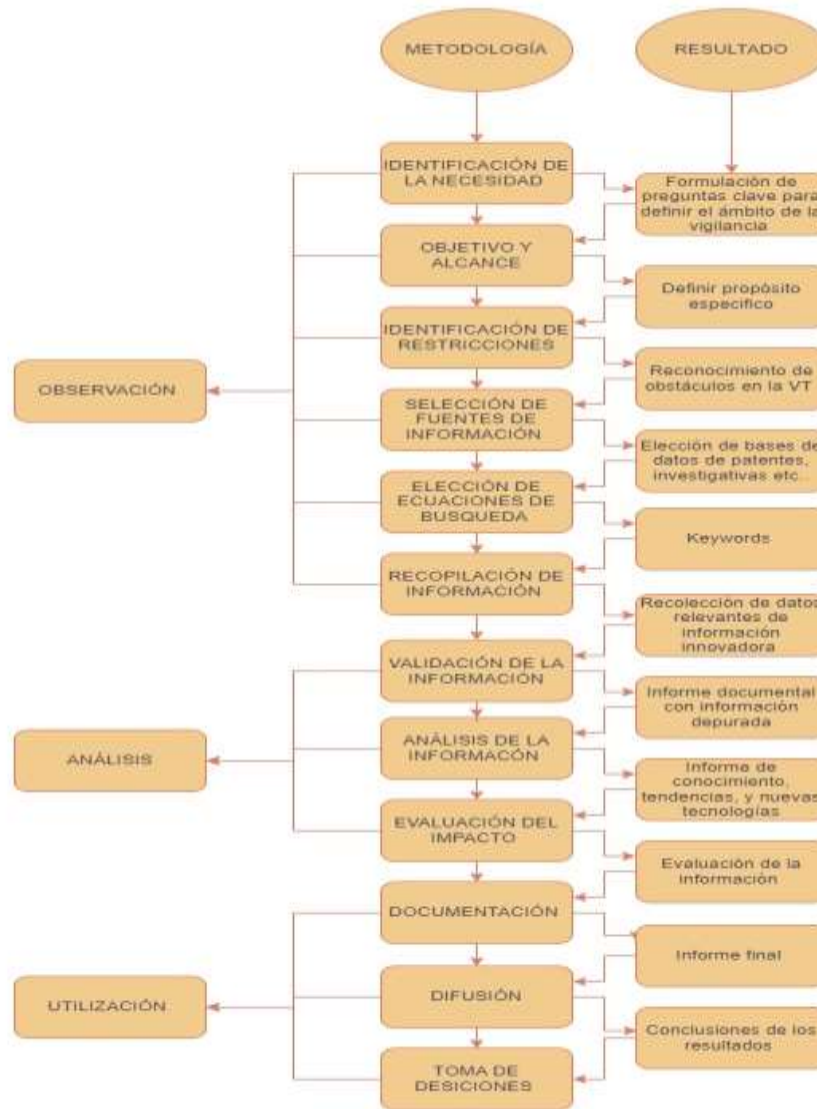 METODOLOGÍA
RESULTADO
IDENTIFICACIÓN DE
LA NECESIDAD
Formulación de
preguntas clave para
definir el ámbito de la
vigilancia
OBJETIVO Y
ALCANCE
Definir propósito
especifico
IDENTIFICACIÓN DE
RESTRICCIONES
Reconocimiento de
obstáculos en la VT
OBSERVACIÓN
SELECCIÓN DE
FUENTES DE
INFORMACIÓN
Elección de bases de
datos de patentes,
investigativas etc..
ELECCIÓN DE
ECUACIONES DE
BUSQUEDA
Keywords
RECOPILACIÓN DE
INFORMACIÓN
Recolección de datos
relevantes de
información
innovadora
VALIDACIÓN DE LA
INFORMACIÓN
Informe documental
con información
depurada
ANÁLISIS
ANÁLISIS DE LA
INFORMACÓN
Informe de
conocimiento,
tendencias, y nuevas
tecnologías
EVALUACIÓN DEL
IMPACTO
Evaluación de la
información
DOCUMENTACIÓN
Informe final
UTILIZACIÓN
DIFUSIÓN
Conclusiones de los
resultados
TOMA DE
DESICIONES